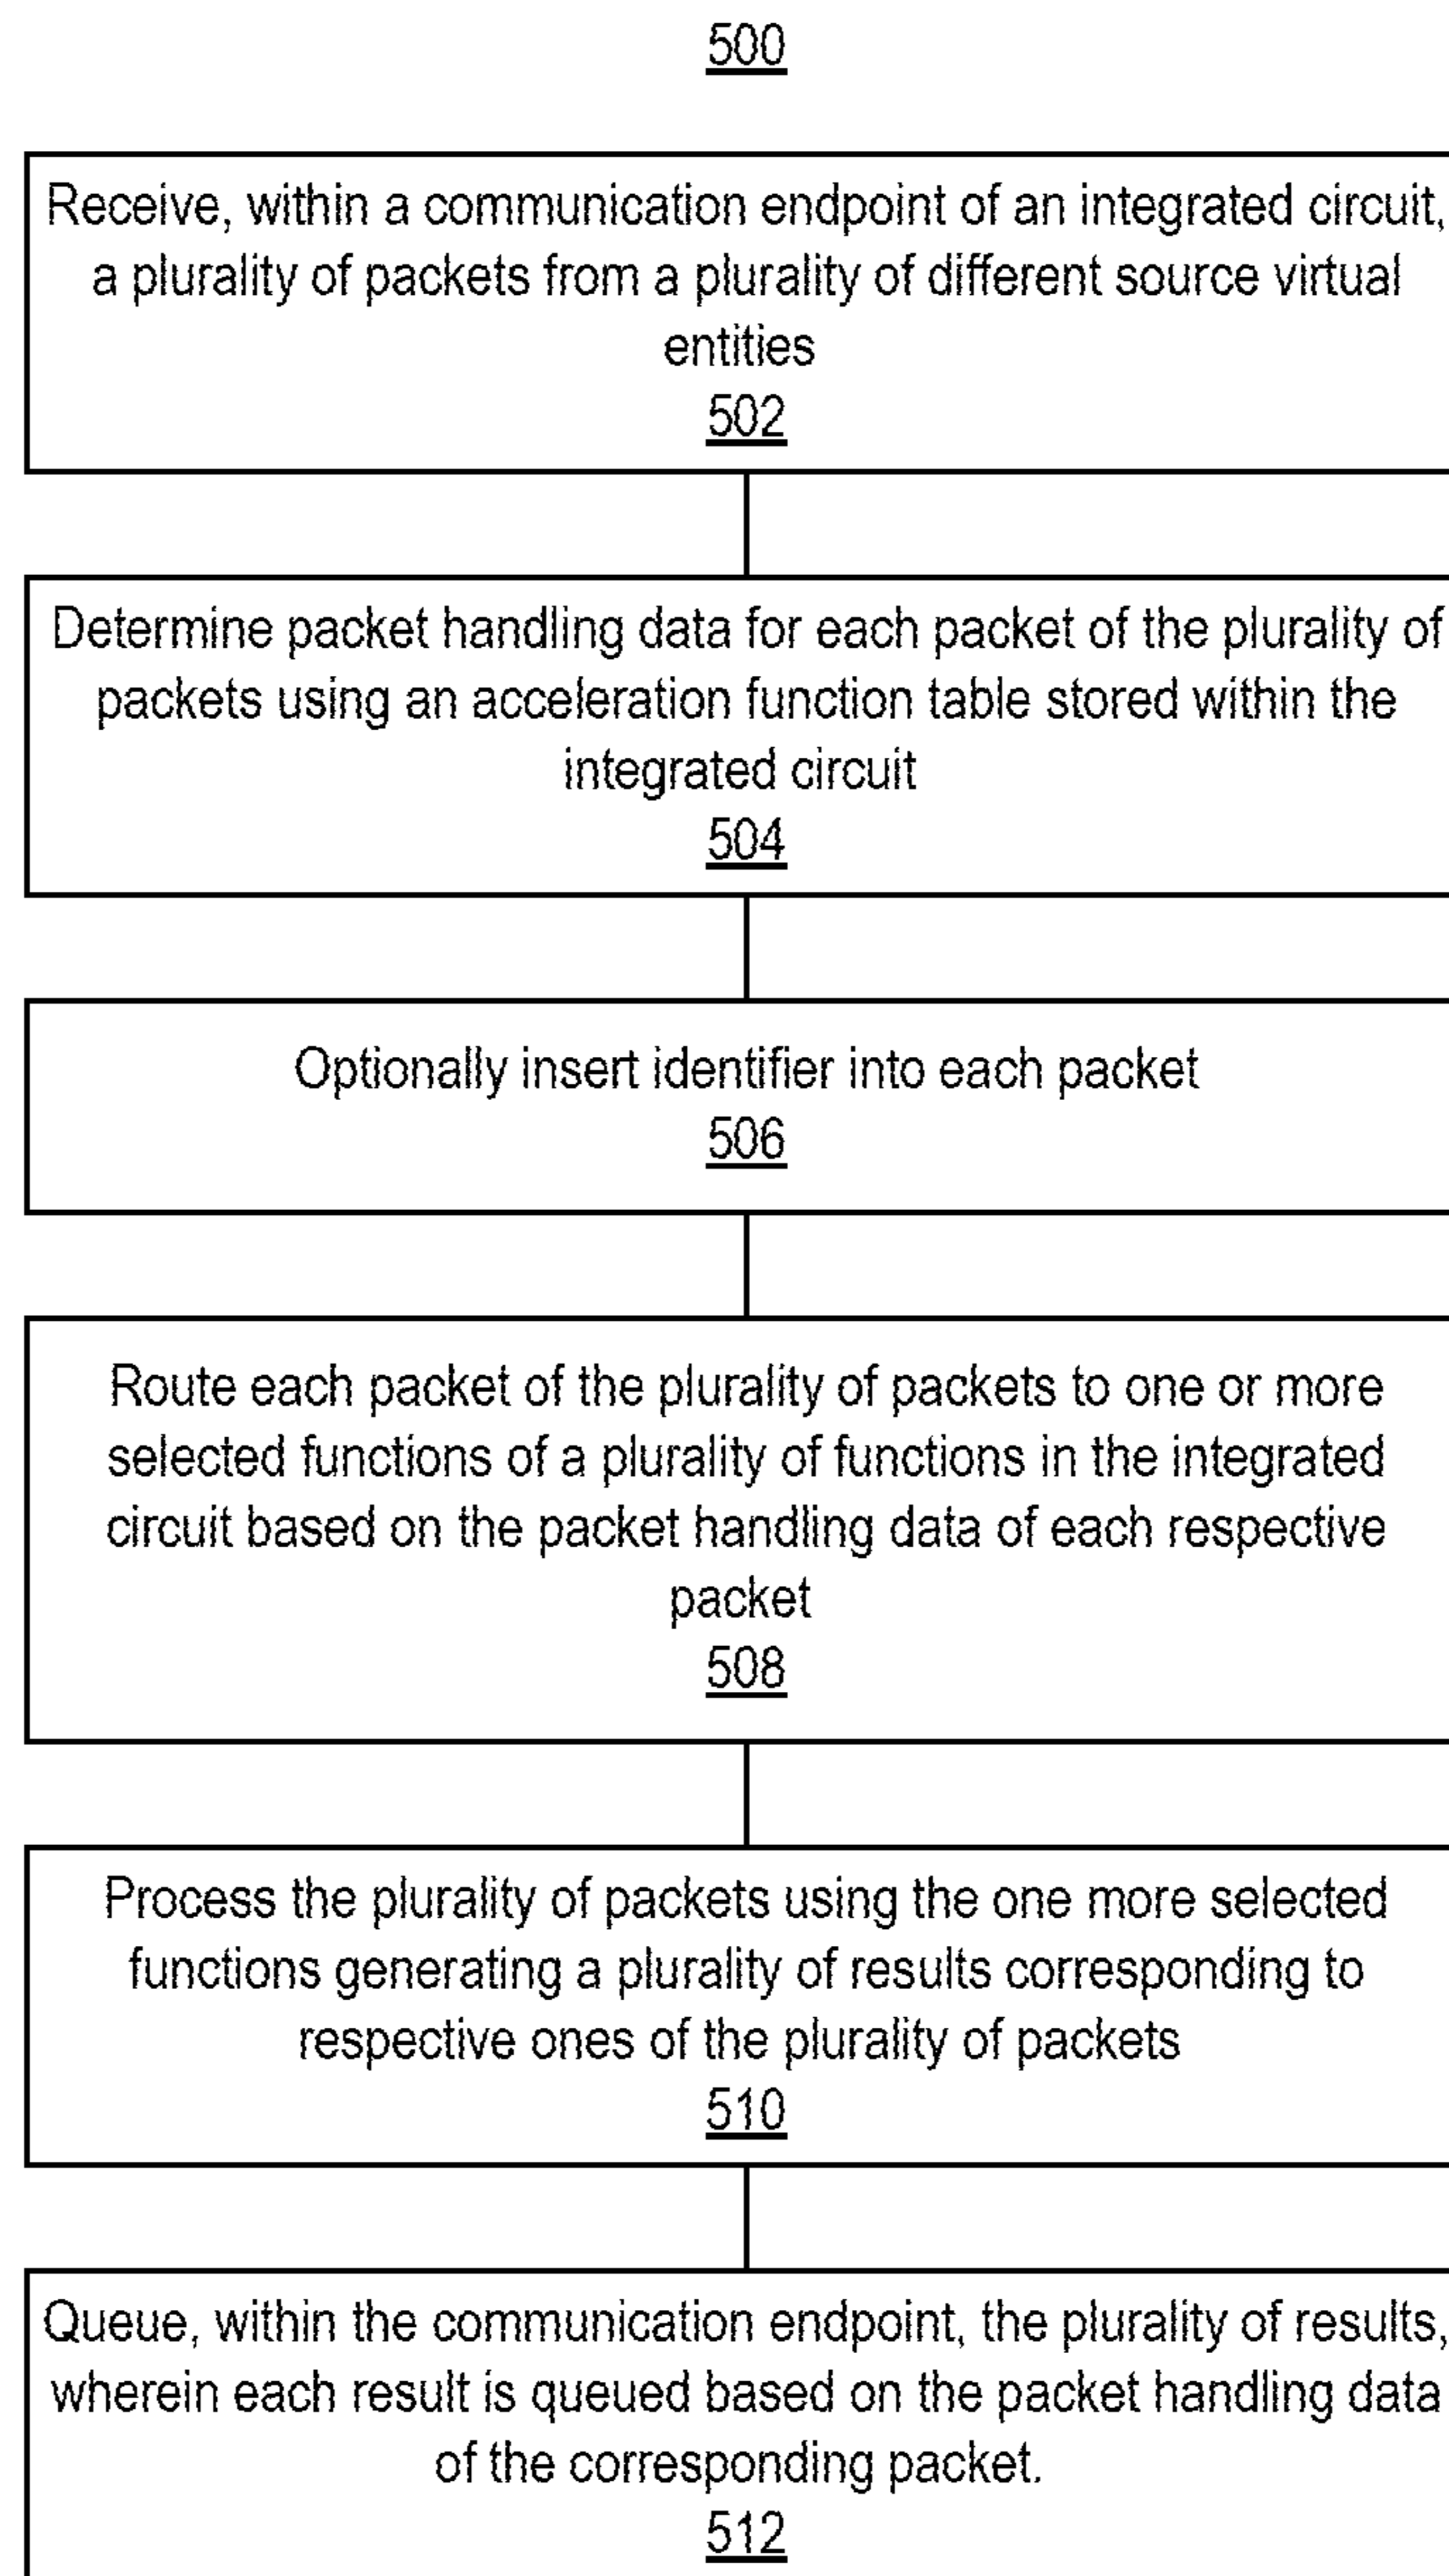 500
Receive, within a communication endpoint of an integrated circuit,
a plurality of packets from a plurality of different source virtual
entities
502
Determine packet handling data for each packet of the plurality of
packets using an acceleration function table stored within the
integrated circuit
504
Optionally insert identifier into each packet
506
Route each packet of the plurality of packets to one or more
selected functions of a plurality of functions in the integrated
circuit based on the packet handling data of each respective
packet
508
Process the plurality of packets using the one more selected
functions generating a plurality of results corresponding to
respective ones of the plurality of packets
510
Queue, within the communication endpoint, the plurality of results,
wherein each result is queued based on the packet handling data
of the corresponding packet.
512